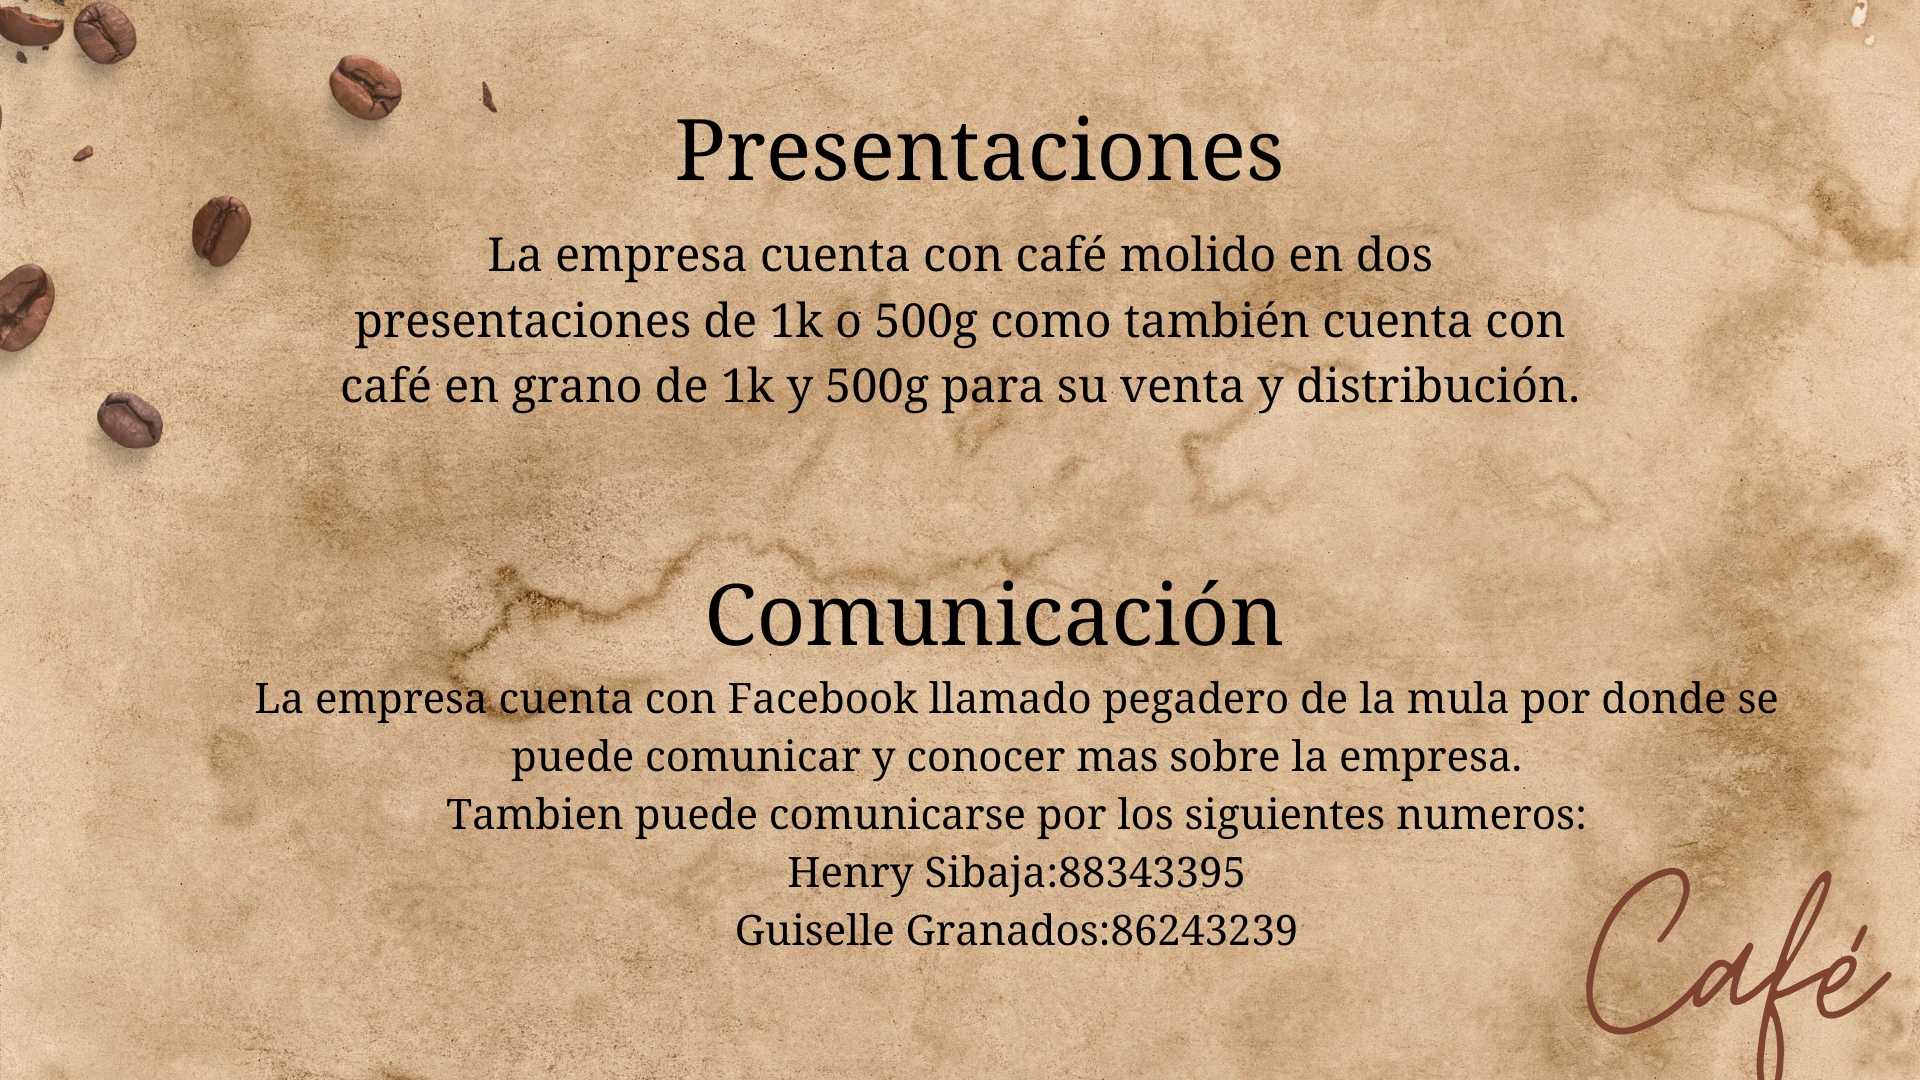 Presentaciones
La empresa cuenta con café molido en dos
presentaciones de 1k o 500g como también cuenta con
café en grano de 1k y 500g para su venta y distribución.
Comunicación
La empresa cuenta con Facebook llamado pegadero de la mula por donde se
puede comunicar y conocer mas sobre la empresa.
Tambien puede comunicarse por los siguientes numeros:
Henry Sibaja:88343395
Guiselle Granados:86243239
Café